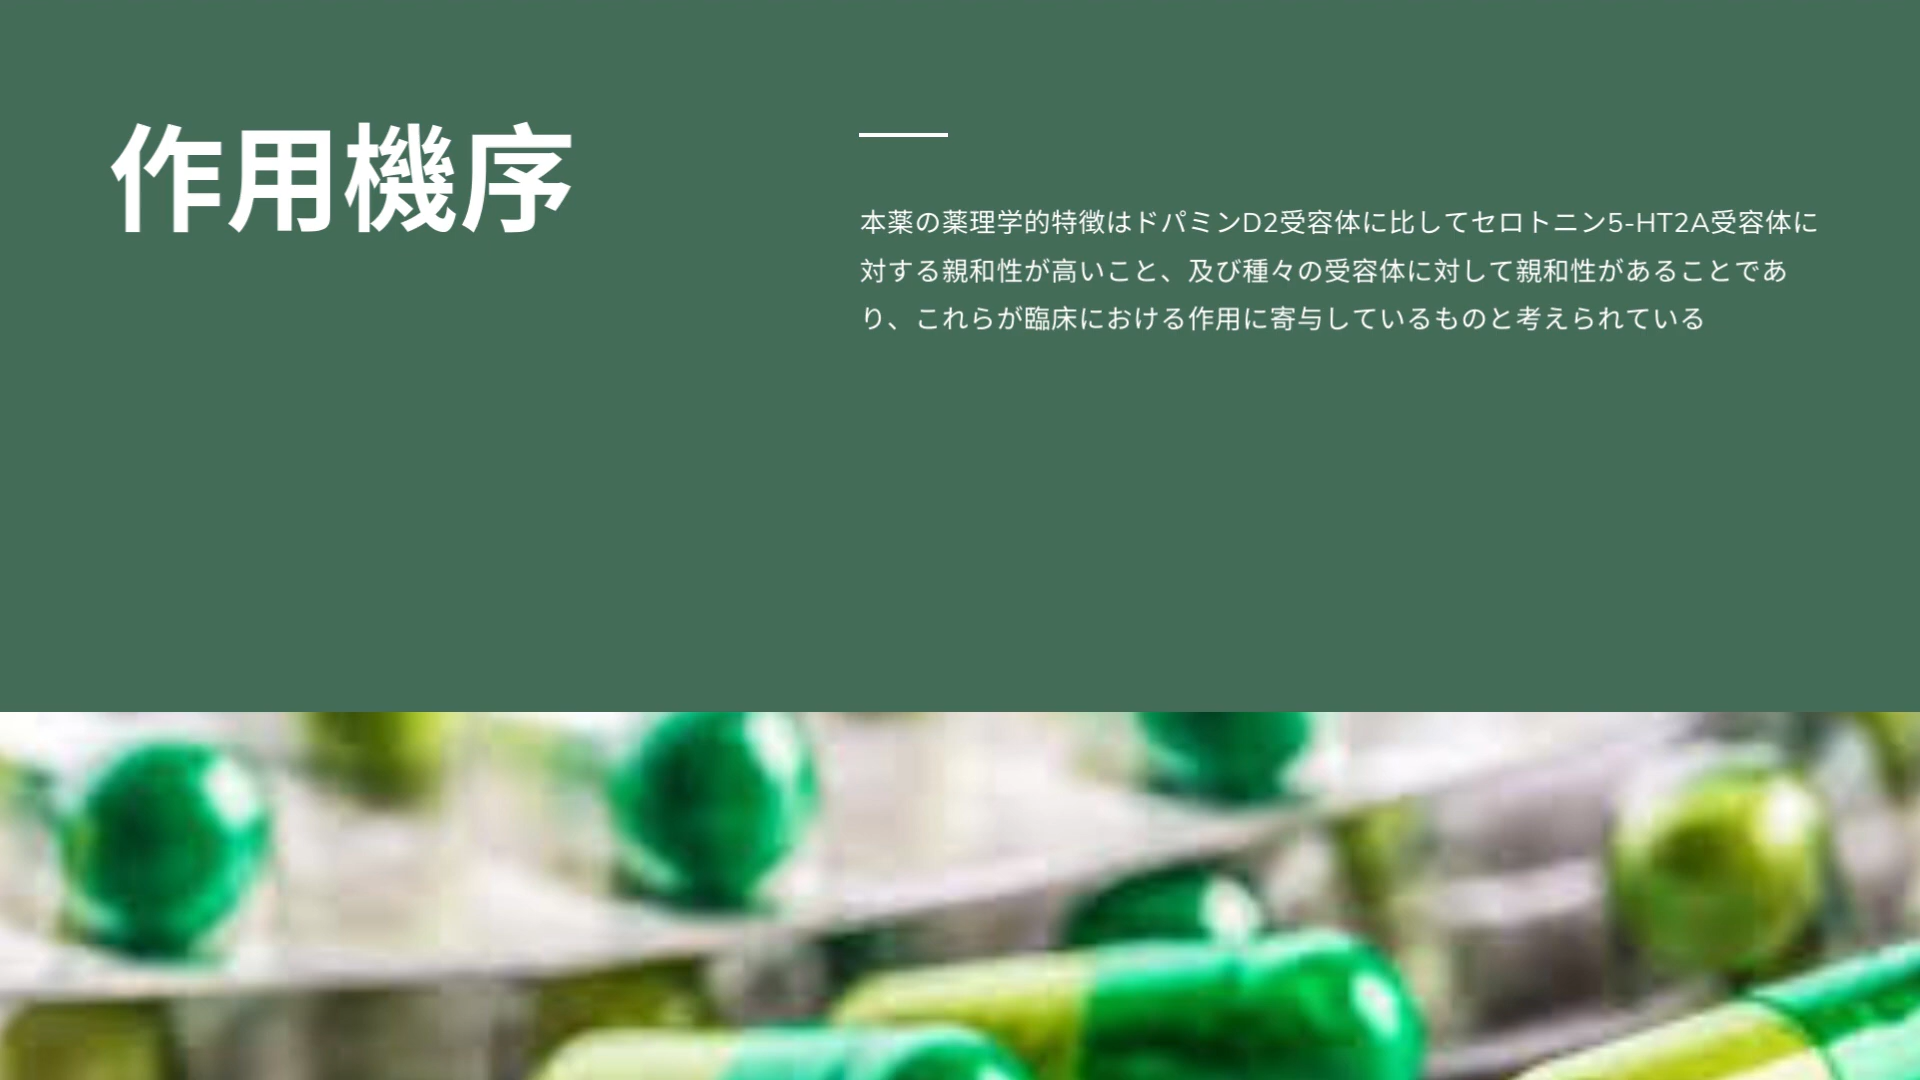 作用機序
本薬の薬理学的特徴はドパミンD2受容体に比してセロトニン5-HT2A受容体に
対する親和性が高いこと、及び種々の受容体に対して親和性があることであ
り、これらが臨床における作用に寄与しているものと考えられている